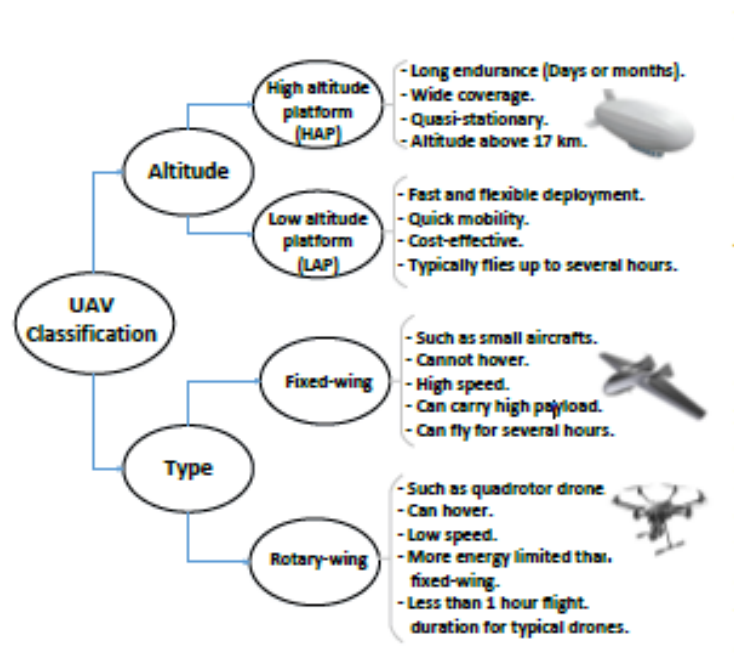 High altitude
platform
(HAP)
- Long endurance (Days or months).
- Wide coverage.
- Quasi-stationary.
- Altitude above 17 km.
Altitude
Low altitude
platform
(LAP)
- Fast and flexible deployment.
- Quick mobility.
- Cost-effective.
- Typically flies up to several hours.
UAV
Classification
Fixed-wing
- Such as small aircrafts.
- Cannot hover.
- High speed.
- Can carry high payload.
- Can fly for several hours.
Type
Rotary-wing
- Such as quadrotor drone
- Can hover.
- Low speed.
- More energy limited than
fixed-wing.
- Less than 1 hour flight.
duration for typical drones.